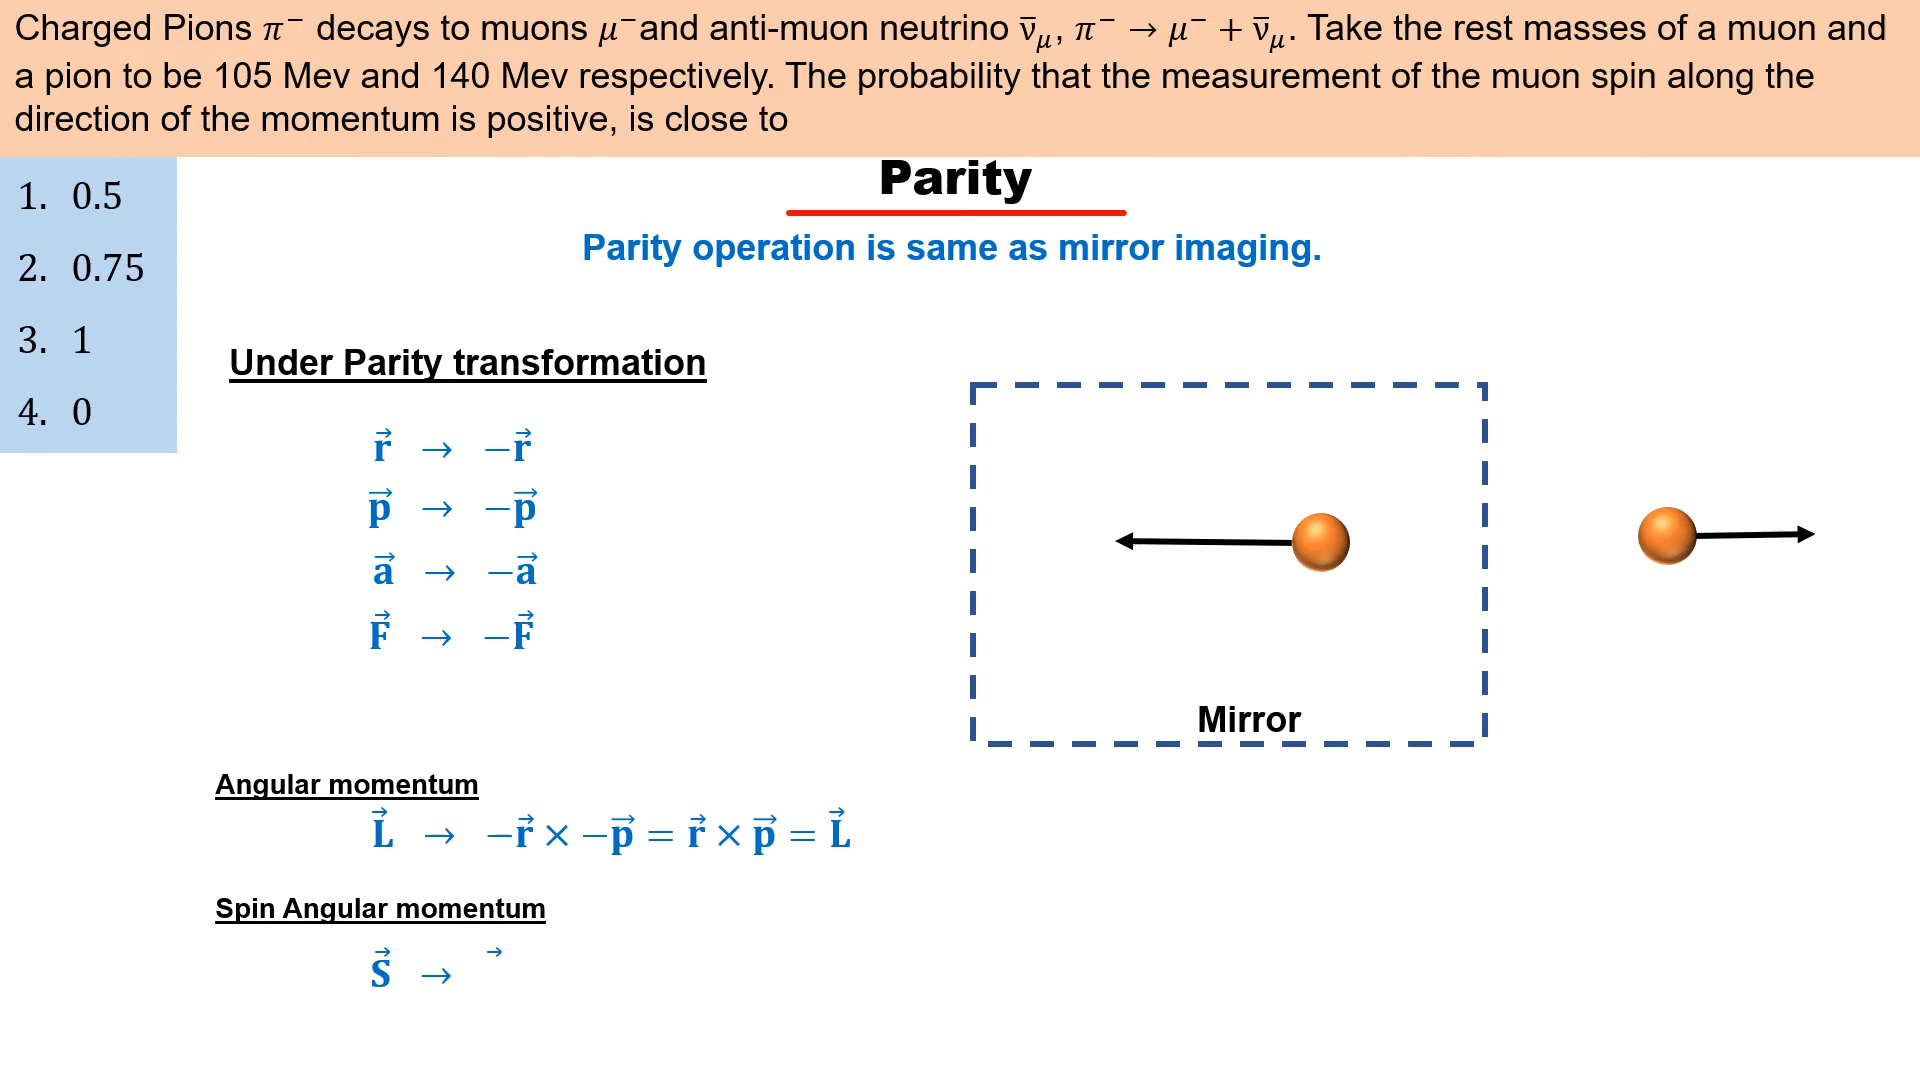 Charged Pions π⁻ decays to muons μ⁻and anti-muon neutrino ν̄_μ, π⁻ → μ⁻ + ν̄_μ. Take the rest masses of a muon and
a pion to be 105 Mev and 140 Mev respectively. The probability that the measurement of the muon spin along the
direction of the momentum is positive, is close to
1. 0.5
2. 0.75
3. 1
4. 0
Parity
Parity operation is same as mirror imaging.
Under Parity transformation
r⃗ → −r⃗
p⃗ → −p⃗
a⃗ → −a⃗
F⃗ → −F⃗
Mirror
Angular momentum
L⃗ → −r⃗ × −p⃗ = r⃗ × p⃗ = L⃗
Spin Angular momentum
S⃗ → →